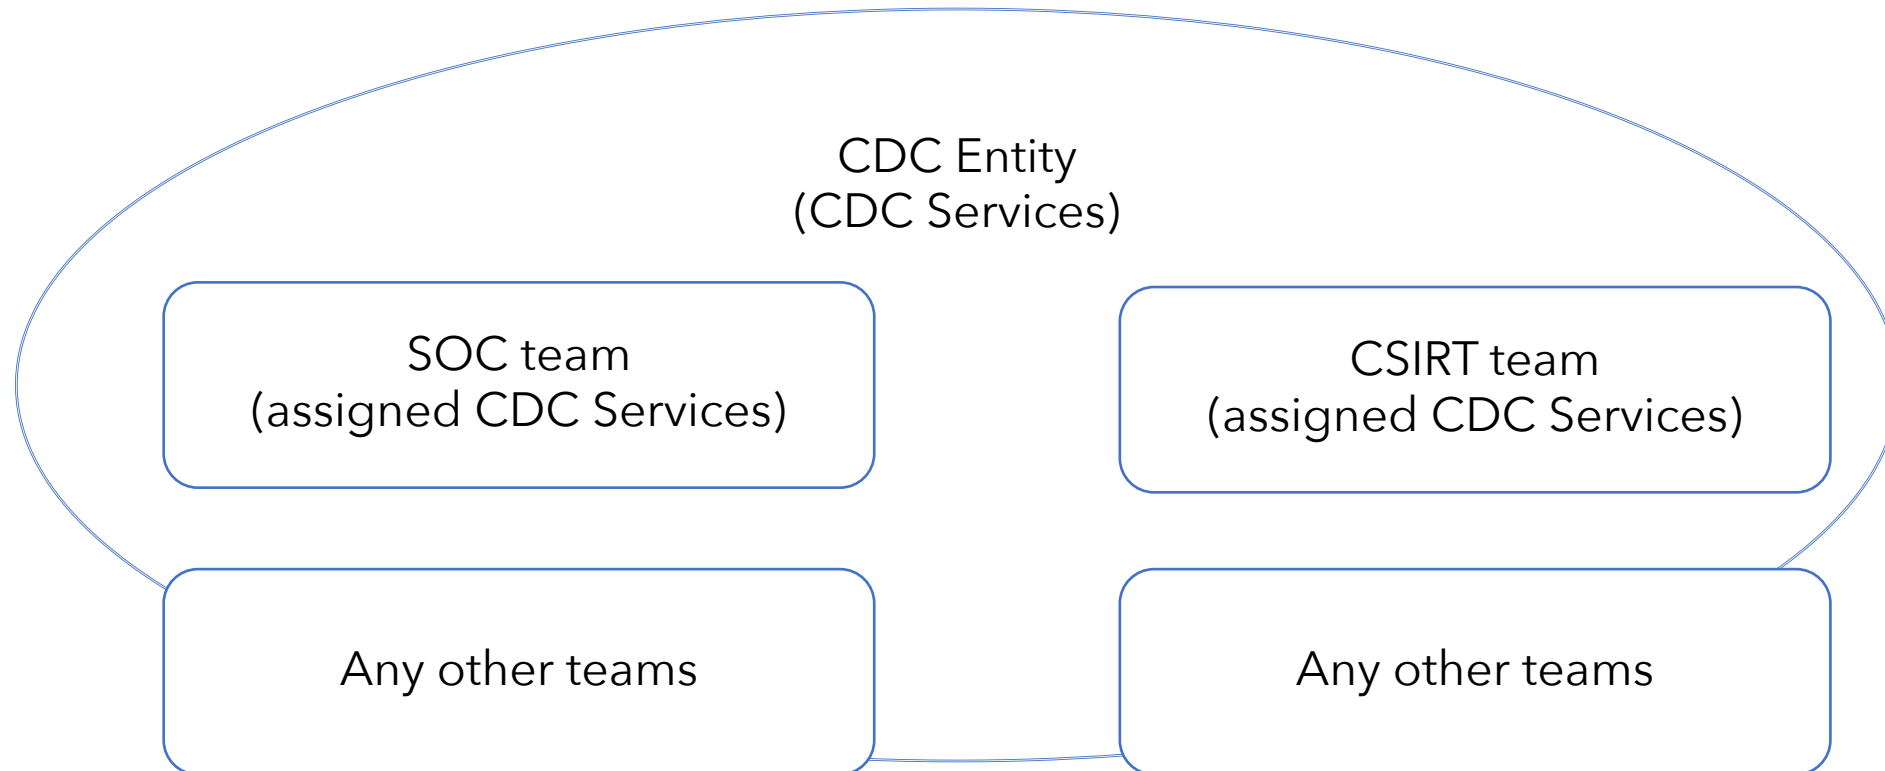 CDC Entity
(CDC Services)
SOC team
(assigned CDC Services)
CSIRT team
(assigned CDC Services)
Any other teams
Any other teams